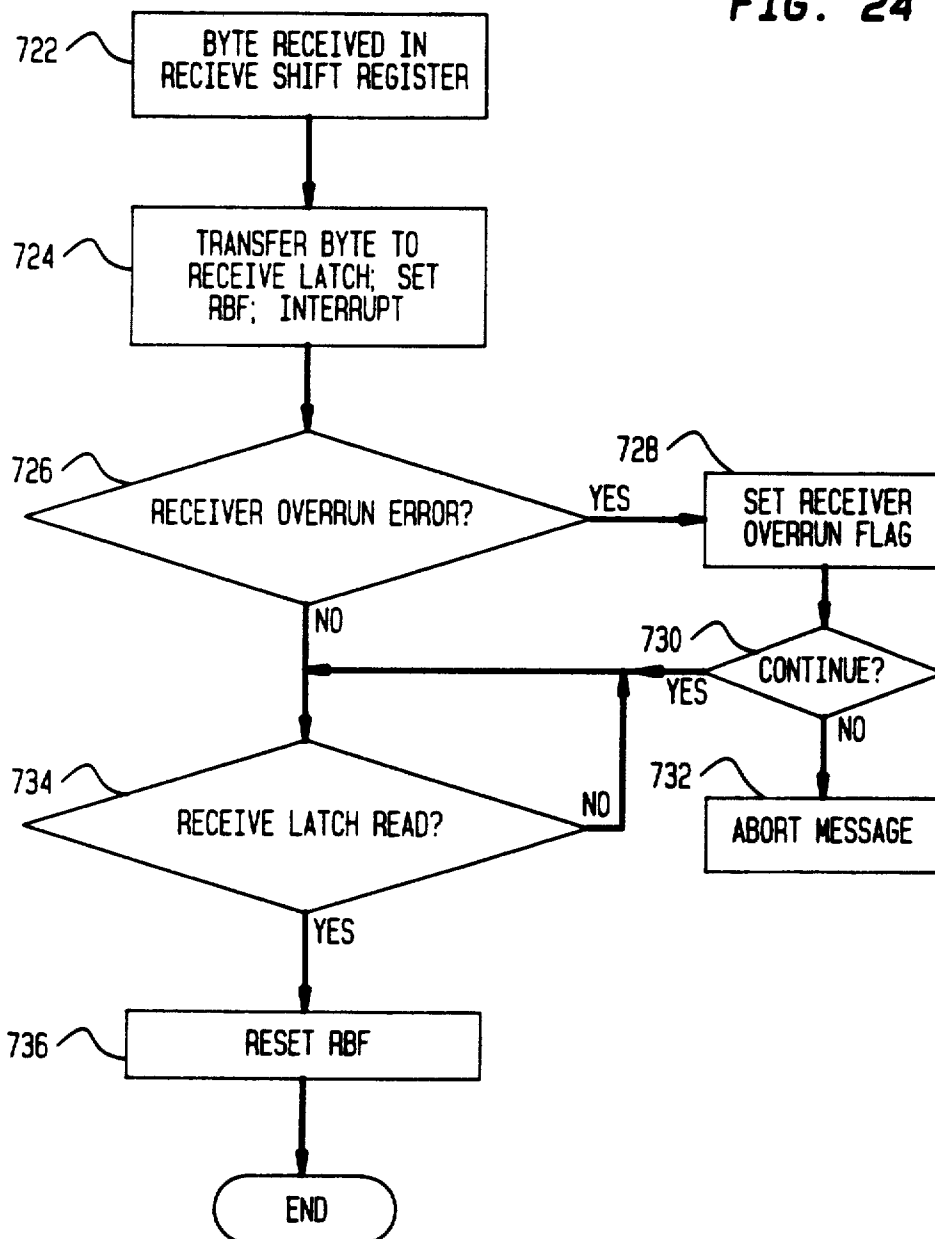 FIG. 24
722
BYTE RECEIVED IN
RECIEVE SHIFT REGISTER
724
TRANSFER BYTE TO
RECEIVE LATCH; SET
RBF; INTERRUPT
726
RECEIVER OVERRUN ERROR?
YES
728
SET RECEIVER
OVERRUN FLAG
NO
730
CONTINUE?
YES
NO
732
ABORT MESSAGE
734
RECEIVE LATCH READ?
NO
YES
736
RESET RBF
END